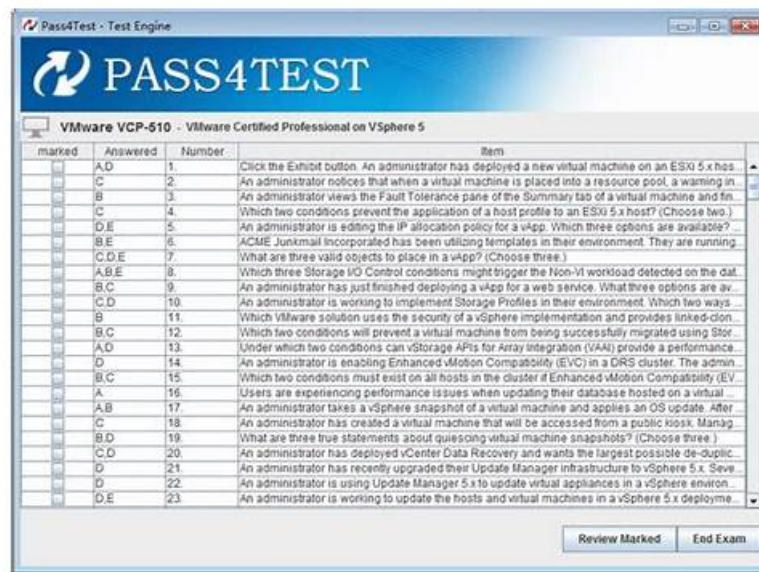 Pass4Test - Test Engine
PASS4TEST
VMware VCP-510 - VMware Certified Professional on VSphere 5
marked Answered Number Item
A,D 1. Click the Exhibit button. An administrator has deployed a new virtual machine on an ESXi 5.x hos...
C 2. An administrator notices that when a virtual machine is placed into a resource pool, a warning in...
B 3. An administrator views the Fault Tolerance pane of the Summary tab of a virtual machine and fin...
C 4. Which two conditions prevent the application of a host profile to an ESXi 5.x host? (Choose two.)
D,E 5. An administrator is editing the IP allocation policy for a vApp. Which three options are available? ...
B,E 6. ACME Junkmail Incorporated has been utilizing templates in their environment. They are running...
C,D,E 7. What are three valid objects to place in a vApp? (Choose three.)
A,B,E 8. Which three Storage I/O Control conditions might trigger the Non-VI workload detected on the dat...
B,C 9. An administrator has just finished deploying a vApp for a web service. What three options are av...
C,D 10. An administrator is working to implement Storage Profiles in their environment. Which two ways ...
B 11. Which VMware solution uses the security of a vSphere implementation and provides linked-clon...
B,C 12. Which two conditions will prevent a virtual machine from being successfully migrated using Stor...
A,D 13. Under which two conditions can vStorage APIs for Array Integration (VAAI) provide a performance...
D 14. An administrator is enabling Enhanced vMotion Compatibility (EVC) in a DRS cluster. The admin...
B,C 15. Which two conditions must exist on all hosts in the cluster if Enhanced vMotion Compatibility (EV...
A 16. Users are experiencing performance issues when updating their database hosted on a virtual ...
A,B 17. An administrator takes a vSphere snapshot of a virtual machine and applies an OS update. After ...
C 18. An administrator has created a virtual machine that will be accessed from a public kiosk. Manag...
B,D 19. What are three true statements about quiescing virtual machine snapshots? (Choose three.)
C,D 20. An administrator has deployed vCenter Data Recovery and wants the largest possible de-duplic...
D 21. An administrator has recently upgraded their Update Manager infrastructure to vSphere 5.x. Seve...
D 22. An administrator is using Update Manager 5.x to update virtual appliances in a vSphere environ...
D,E 23. An administrator is working to update the hosts and virtual machines in a vSphere 5.x deployme...
Review Marked End Exam